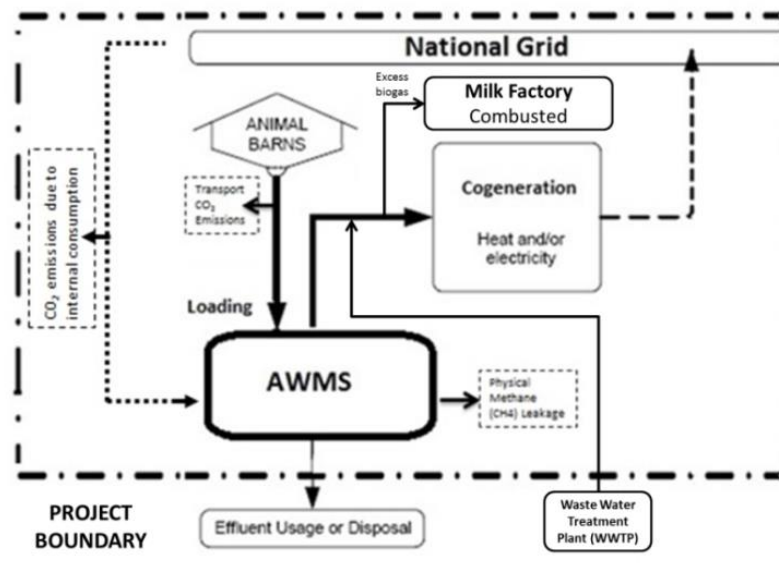 National Grid
Excess
biogas
Milk Factory
Combusted
ANIMAL
BARNS
Transport
CO₂
Emissions
Cogeneration
Heat and/or
electricity
CO₂ emissions due to
internal consumption
Loading
AWMS
Physical
Methane
(CH4) Leakage
PROJECT
BOUNDARY
Effluent Usage or Disposal
Waste Water
Treatment
Plant (WWTP)